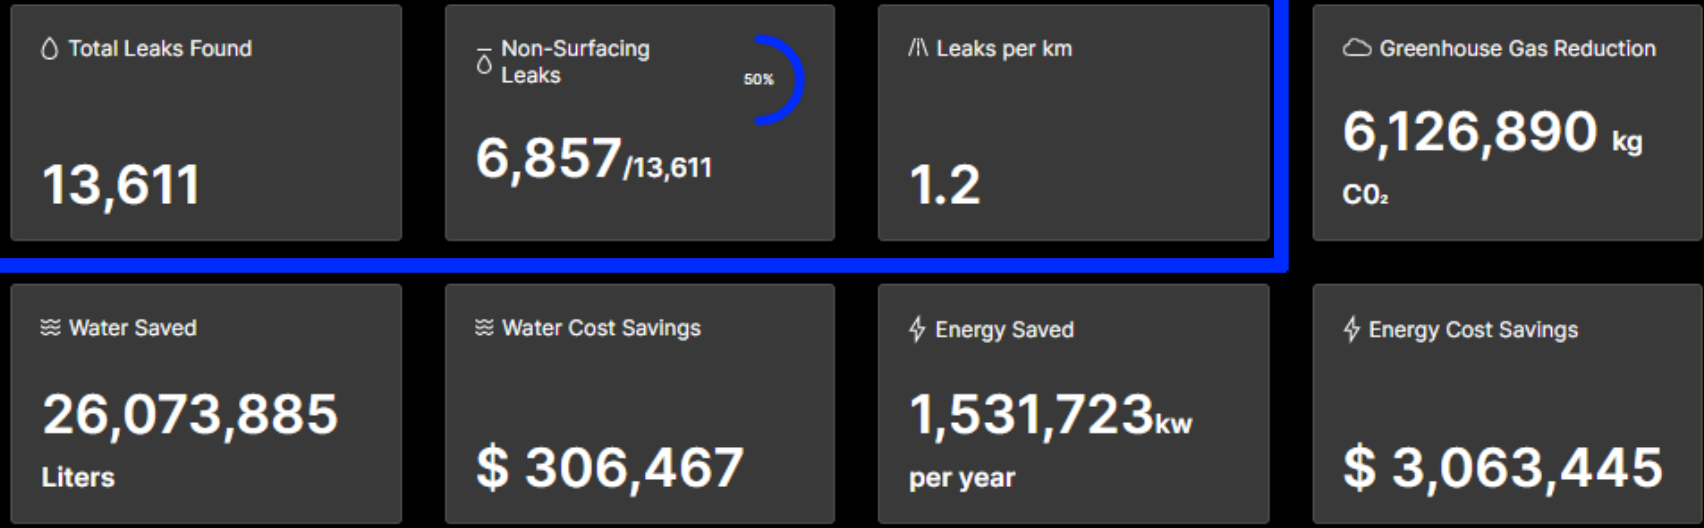 Total Leaks Found
13,611
Non-Surfacing
Leaks
50%
6,857/13,611
Leaks per km
1.2
Greenhouse Gas Reduction
6,126,890 kg
C0₂
Water Saved
26,073,885
Liters
Water Cost Savings
$ 306,467
Energy Saved
1,531,723kw
per year
Energy Cost Savings
$ 3,063,445